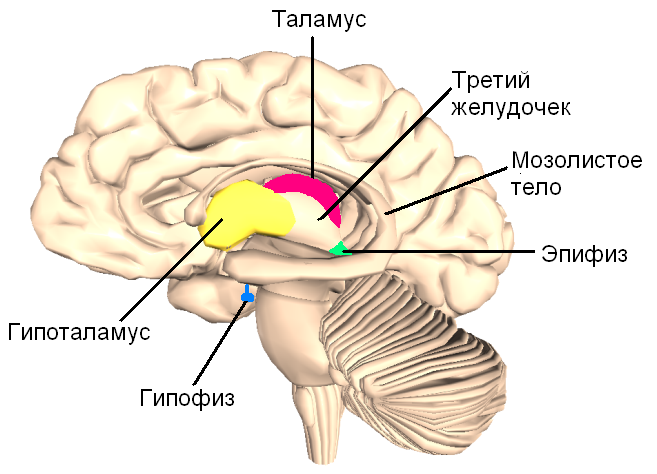 Таламус
Третий
желудочек
Мозолистое
тело
Эпифиз
Гипоталамус
Гипофиз